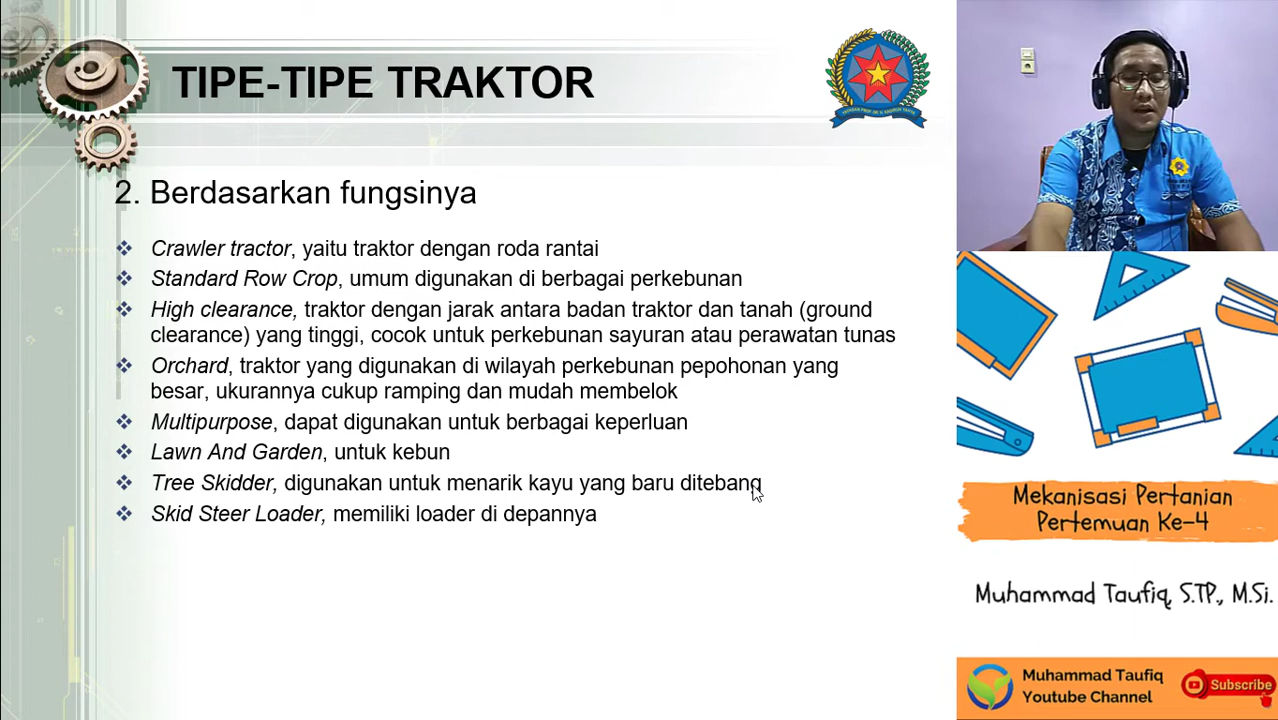 TIPE-TIPE TRAKTOR
2. Berdasarkan fungsinya
Crawler tractor, yaitu traktor dengan roda rantai
Standard Row Crop, umum digunakan di berbagai perkebunan
High clearance, traktor dengan jarak antara badan traktor dan tanah (ground
clearance) yang tinggi, cocok untuk perkebunan sayuran atau perawatan tunas
Orchard, traktor yang digunakan di wilayah perkebunan pepohonan yang
besar, ukurannya cukup ramping dan mudah membelok
Multipurpose, dapat digunakan untuk berbagai keperluan
Lawn And Garden, untuk kebun
Tree Skidder, digunakan untuk menarik kayu yang baru ditebang
Skid Steer Loader, memiliki loader di depannya
Mekanisasi Pertanian
Pertemuan Ke-4
Muhammad Taufiq, S.TP., M.Si.
Muhammad Taufiq
Youtube Channel
Subscribe